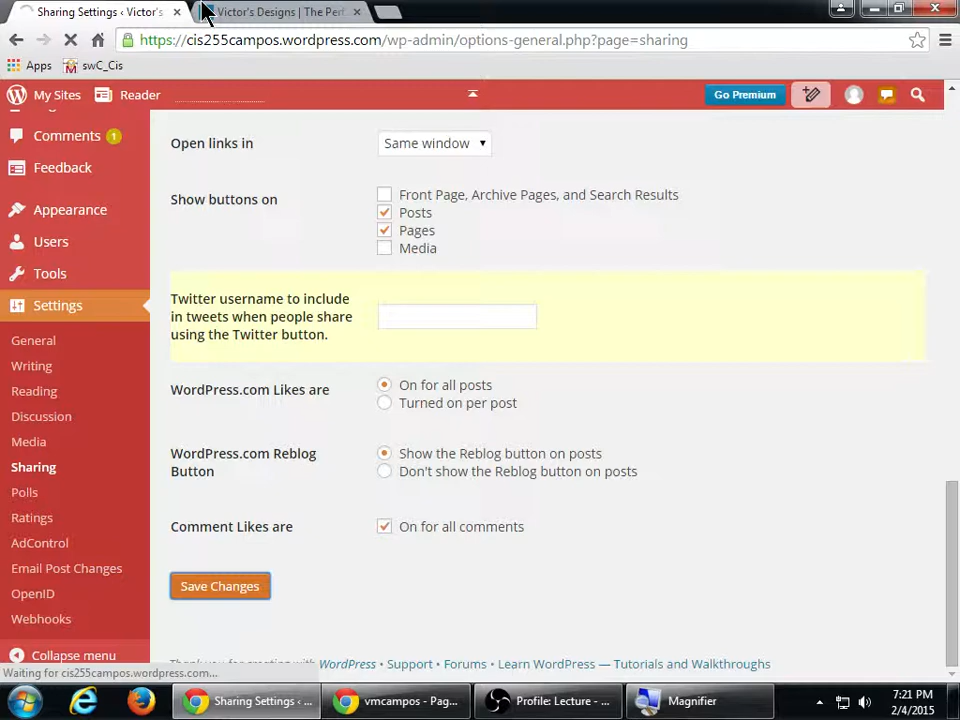 Sharing Settings ‹ Victor's
Victor's Designs | The Perf
https://cis255campos.wordpress.com/wp-admin/options-general.php?page=sharing
Apps swC_Cis
My Sites Reader Go Premium
Comments 1
Feedback
Appearance
Users
Tools
Settings
General
Writing
Reading
Discussion
Media
Sharing
Polls
Ratings
AdControl
Email Post Changes
OpenID
Webhooks
Collapse menu
Open links in Same window
Show buttons on
Front Page, Archive Pages, and Search Results
Posts
Pages
Media
Twitter username to include
in tweets when people share
using the Twitter button.
WordPress.com Likes are
On for all posts
Turned on per post
WordPress.com Reblog
Button
Show the Reblog button on posts
Don't show the Reblog button on posts
Comment Likes are On for all comments
Save Changes
Thank you for creating with WordPress • Support • Forums • Learn WordPress — Tutorials and Walkthroughs
Waiting for cis255campos.wordpress.com...
Sharing Settings ‹ ...
vmcampos - Pag...
Profile: Lecture - ...
Magnifier
7:21 PM
2/4/2015